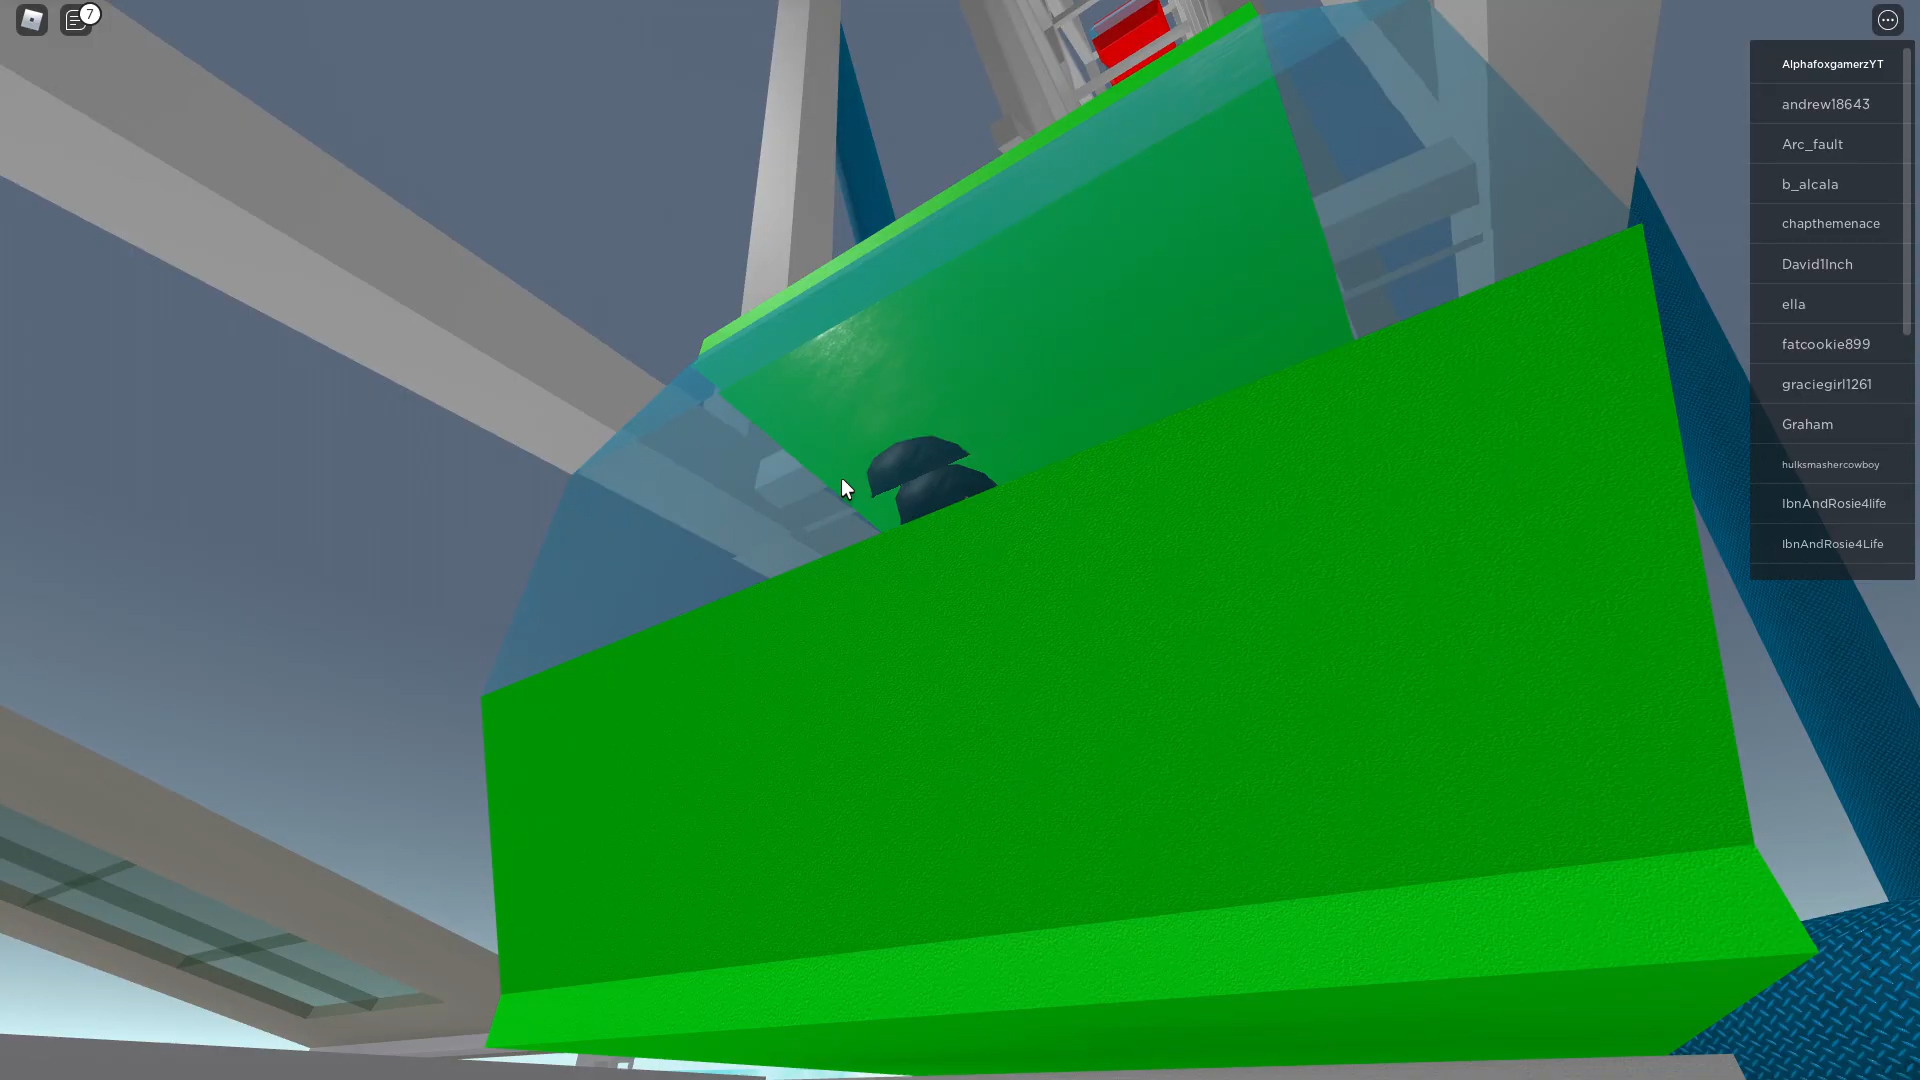 7
AlphafoxgamerzYT
andrew18643
Arc_fault
b_alcala
chapthemenace
David1Inch
ella
fatcookie899
graciegirl1261
Graham
hulksmashercowboy
IbnAndRosie4life
IbnAndRosie4Life